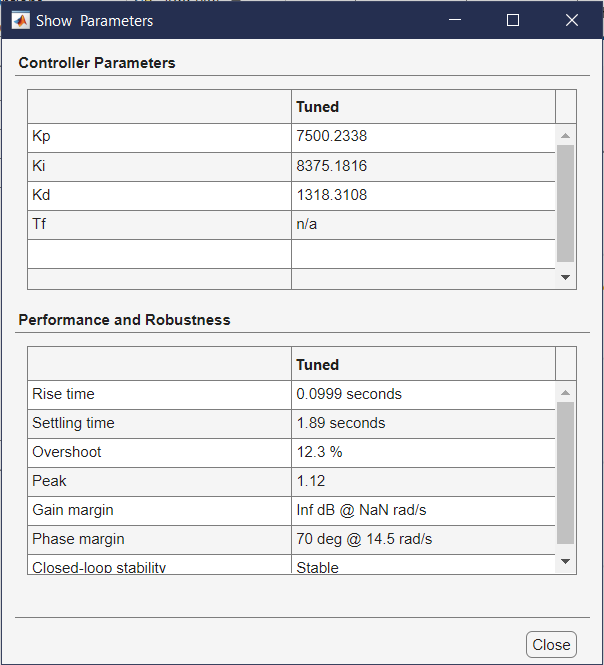 Show Parameters
Controller Parameters
Tuned
Kp 7500.2338
Ki 8375.1816
Kd 1318.3108
Tf n/a
Performance and Robustness
Tuned
Rise time 0.0999 seconds
Settling time 1.89 seconds
Overshoot 12.3 %
Peak 1.12
Gain margin Inf dB @ NaN rad/s
Phase margin 70 deg @ 14.5 rad/s
Closed-loop stability Stable
Close